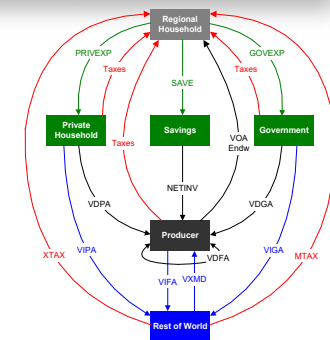 Regional
Household
PRIVEXP
GOVEXP
Taxes
SAVE
Taxes
Private
Household
Savings
Government
Taxes
VOA
Endw
NETINV
VDPA
VDGA
Producer
XTAX
VIPA
VDFA
VIGA
MTAX
VIFA
VXMD
Rest of World